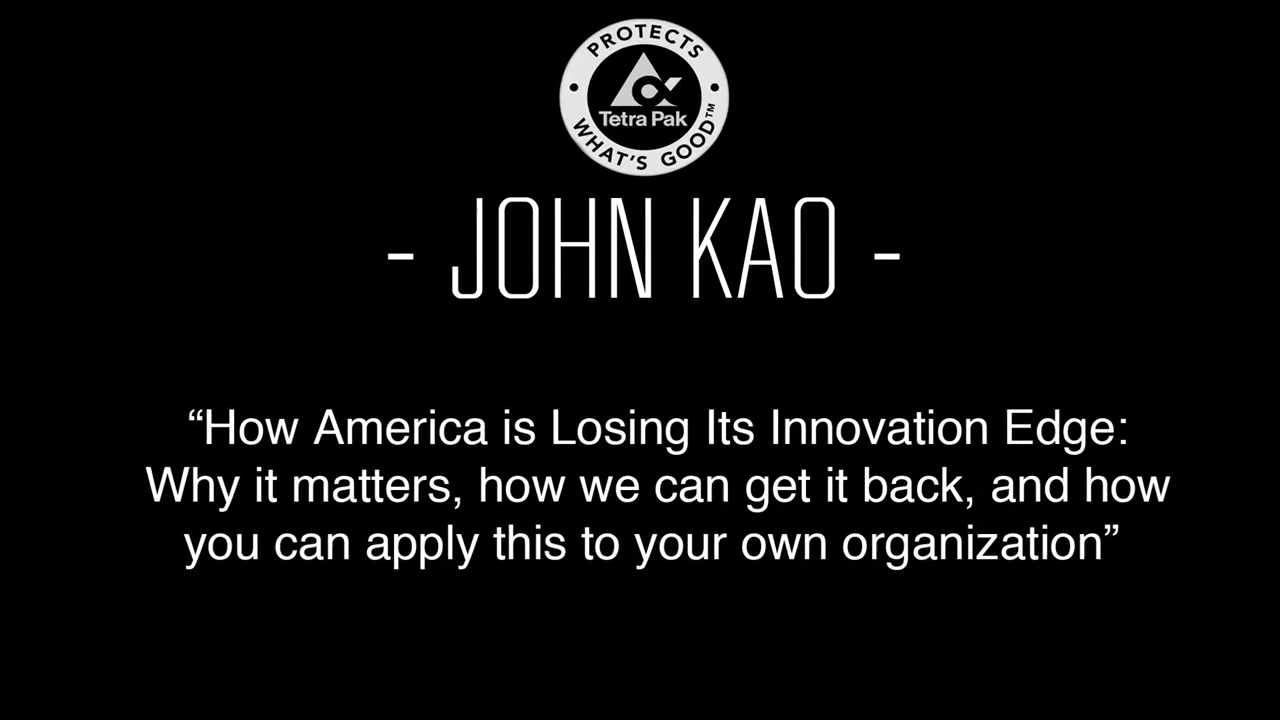 PROTECTS
Tetra Pak
WHAT'S GOOD™
- JOHN KAO -
“How America is Losing Its Innovation Edge:
Why it matters, how we can get it back, and how
you can apply this to your own organization”